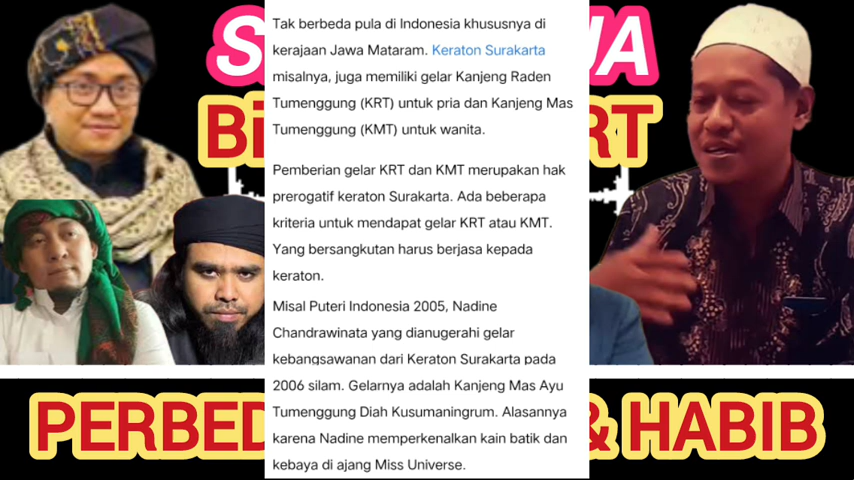 Tak berbeda pula di Indonesia khususnya di
kerajaan Jawa Mataram. Keraton Surakarta
misalnya, juga memiliki gelar Kanjeng Raden
Tumenggung (KRT) untuk pria dan Kanjeng Mas
Tumenggung (KMT) untuk wanita.
Pemberian gelar KRT dan KMT merupakan hak
prerogatif keraton Surakarta. Ada beberapa
kriteria untuk mendapat gelar KRT atau KMT.
Yang bersangkutan harus berjasa kepada
keraton.
Misal Puteri Indonesia 2005, Nadine
Chandrawinata yang dianugerahi gelar
kebangsawanan dari Keraton Surakarta pada
2006 silam. Gelarnya adalah Kanjeng Mas Ayu
Tumenggung Diah Kusumaningrum. Alasannya
karena Nadine memperkenalkan kain batik dan
kebaya di ajang Miss Universe.
& HABIB